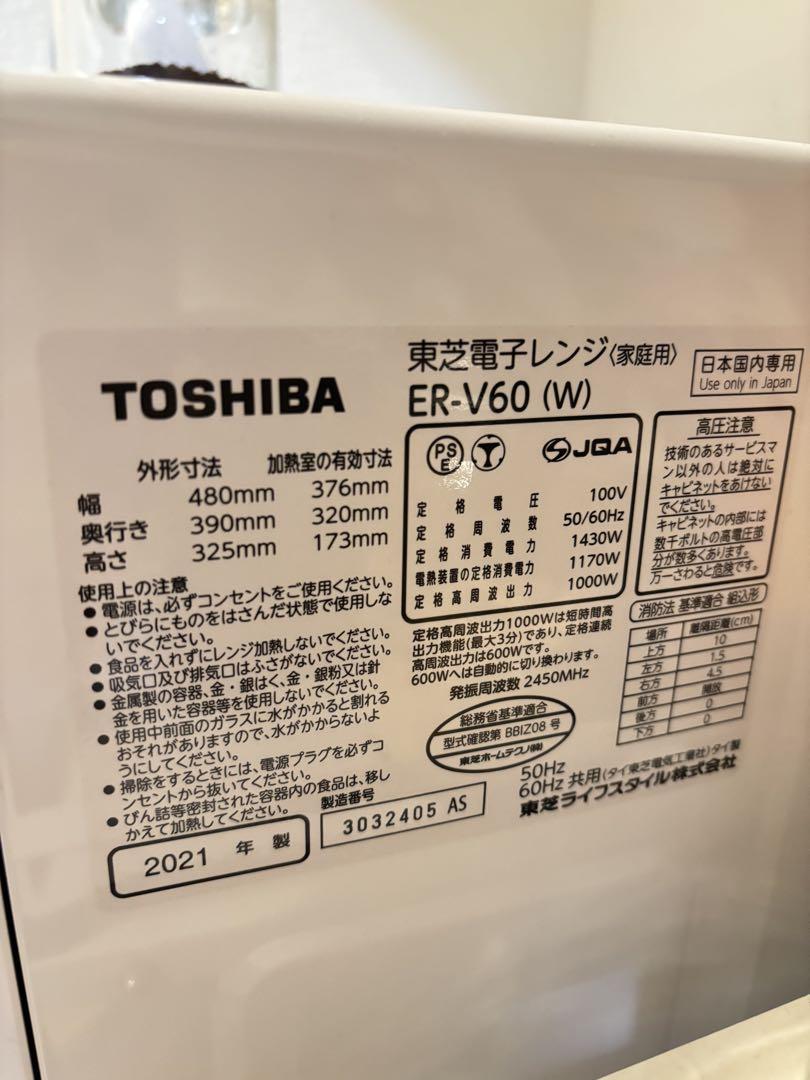 TOSHIBA
東芝電子レンジ〈家庭用〉
ER-V60 (W)
日本国内専用
Use only in Japan
外形寸法 加熱室の有効寸法
幅 480mm 376mm
奥行き 390mm 320mm
高さ 325mm 173mm
使用上の注意
● 電源は、必ずコンセントをご使用ください。
● とびらにものをはさんだ状態で使用しな
いでください。
● 食品を入れずにレンジ加熱しないでください。
● 吸気口及び排気口はふさがないでください。
● 金属製の容器、金・銀はく、金・銀粉又は針
金を用いた容器等を使用しないでください。
● 使用中前面のガラスに水がかかると割れる
おそれがありますので、水がかからないよ
うにしてください。
● 掃除をするときには、電源プラグを必ずコ
ンセントから抜いてください。
● びん詰等密封された容器内の食品は、移し
かえて加熱してください。
2021 年 製
製造番号
3032405 AS
PS
E
JQA
定格電圧 100V
定格周波数 50/60Hz
定格消費電力 1430W
電熱装置の定格消費電力 1170W
定格高周波出力 1000W
定格高周波出力1000Wは短時間高
出力機能(最大3分)であり、定格連続
高周波出力は600Wです。
600Wへは自動的に切り換わります。
発振周波数 2450MHz
総務省基準適合
型式確認第 BBIZ08 号
東芝ホームテクノ(株)
高圧注意
技術のあるサービスマ
ン以外の人は絶対に
キャビネットをあけない
でください。
キャビネットの内部には
数千ボルトの高電圧部
分が数多くあります。
万一さわると危険です。
消防法 基準適合 組込形
場所 離隔距離(cm)
上方 10
左方 1.5
右方 4.5
前方 開放
後方 0
下方 0
50Hz
60Hz 共用 (タイ東芝電気工業社) タイ製
東芝ライフスタイル株式会社